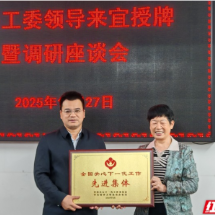 工委领导来宜授牌
暨调研座谈会
2025年 27日
全国关心下一代工作
先进集体